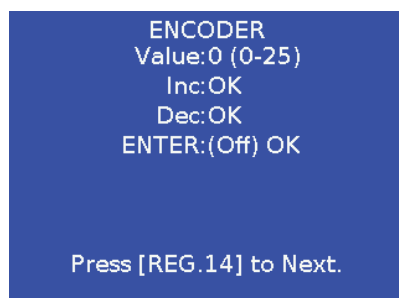 ENCODER
Value:0 (0-25)
Inc:OK
Dec:OK
ENTER:(Off) OK
Press [REG.14] to Next.